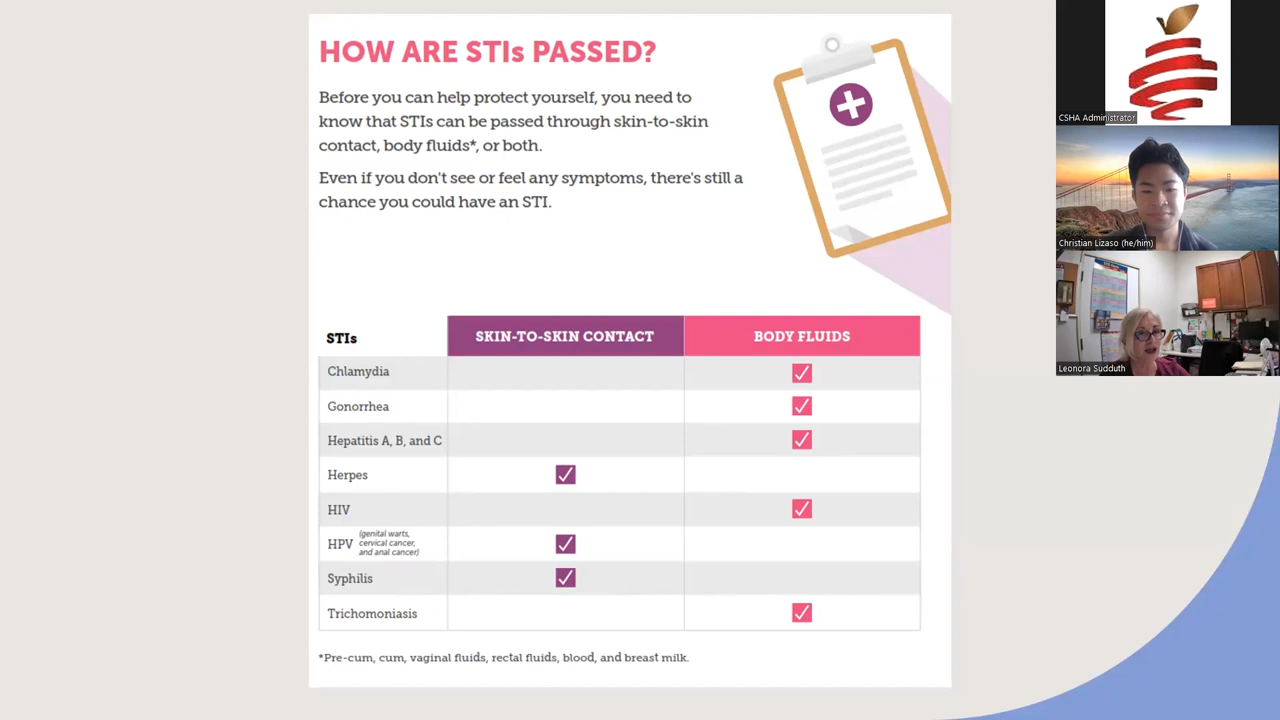 HOW ARE STIs PASSED?
Before you can help protect yourself, you need to
know that STIs can be passed through skin-to-skin
contact, body fluids*, or both.
Even if you don't see or feel any symptoms, there's still a
chance you could have an STI.
STIs
SKIN-TO-SKIN CONTACT
BODY FLUIDS
Chlamydia
Gonorrhea
Hepatitis A, B, and C
Herpes
HIV
HPV (genital warts,
cervical cancer,
and anal cancer)
Syphilis
Trichomoniasis
*Pre-cum, cum, vaginal fluids, rectal fluids, blood, and breast milk.
CSHA Administrator
Christian Lizaso (he/him)
Leonora Sudduth